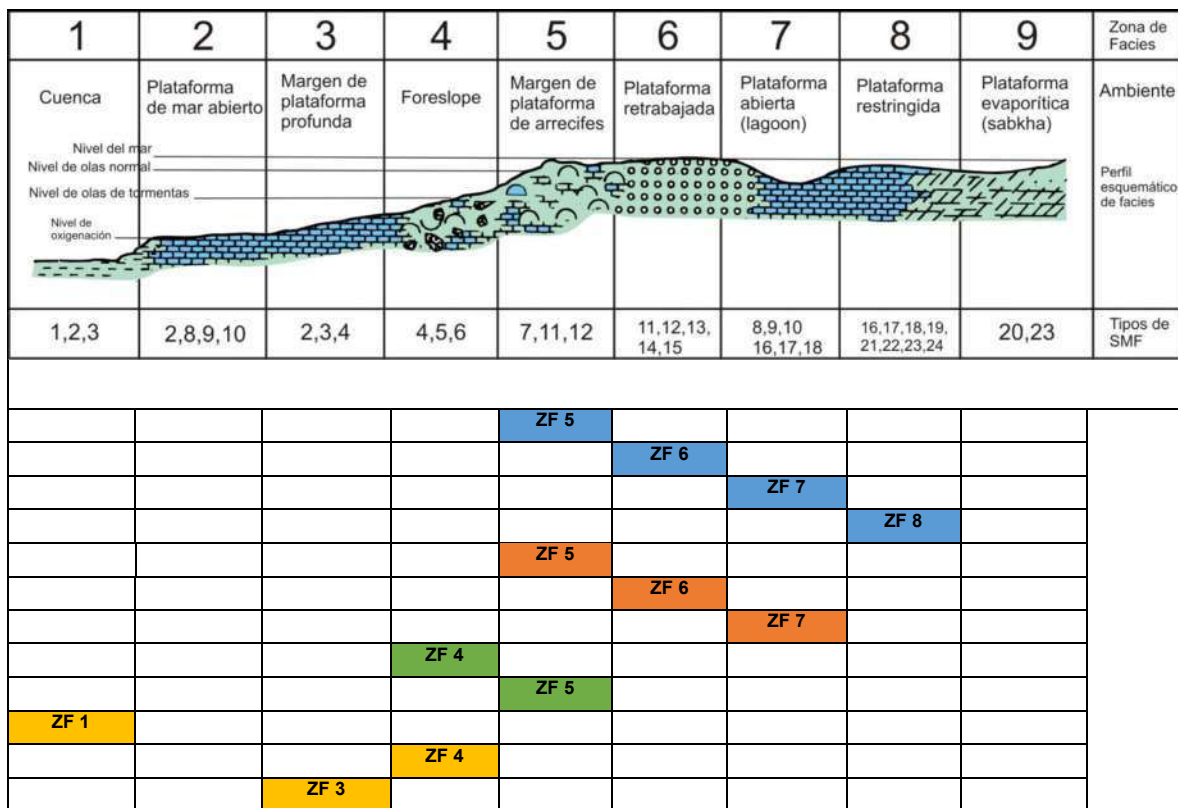 1
2
3
4
5
6
7
8
9
Zona de
Facies
Cuenca
Plataforma
de mar abierto
Margen de
plataforma
profunda
Foreslope
Margen de
plataforma
de arrecifes
Plataforma
retrabajada
Plataforma
abierta
(lagoon)
Plataforma
restringida
Plataforma
evaporítica
(sabkha)
Ambiente
Nivel del mar
Nivel de olas normal
Nivel de olas de tormentas
Nivel de
oxigenación
Perfil
esquemático
de facies
1,2,3
2,8,9,10
2,3,4
4,5,6
7,11,12
11,12,13,
14,15
8,9,10
16,17,18
16,17,18,19,
21,22,23,24
20,23
Tipos de
SMF
ZF 5
ZF 6
ZF 7
ZF 8
ZF 5
ZF 6
ZF 7
ZF 4
ZF 5
ZF 1
ZF 4
ZF 3